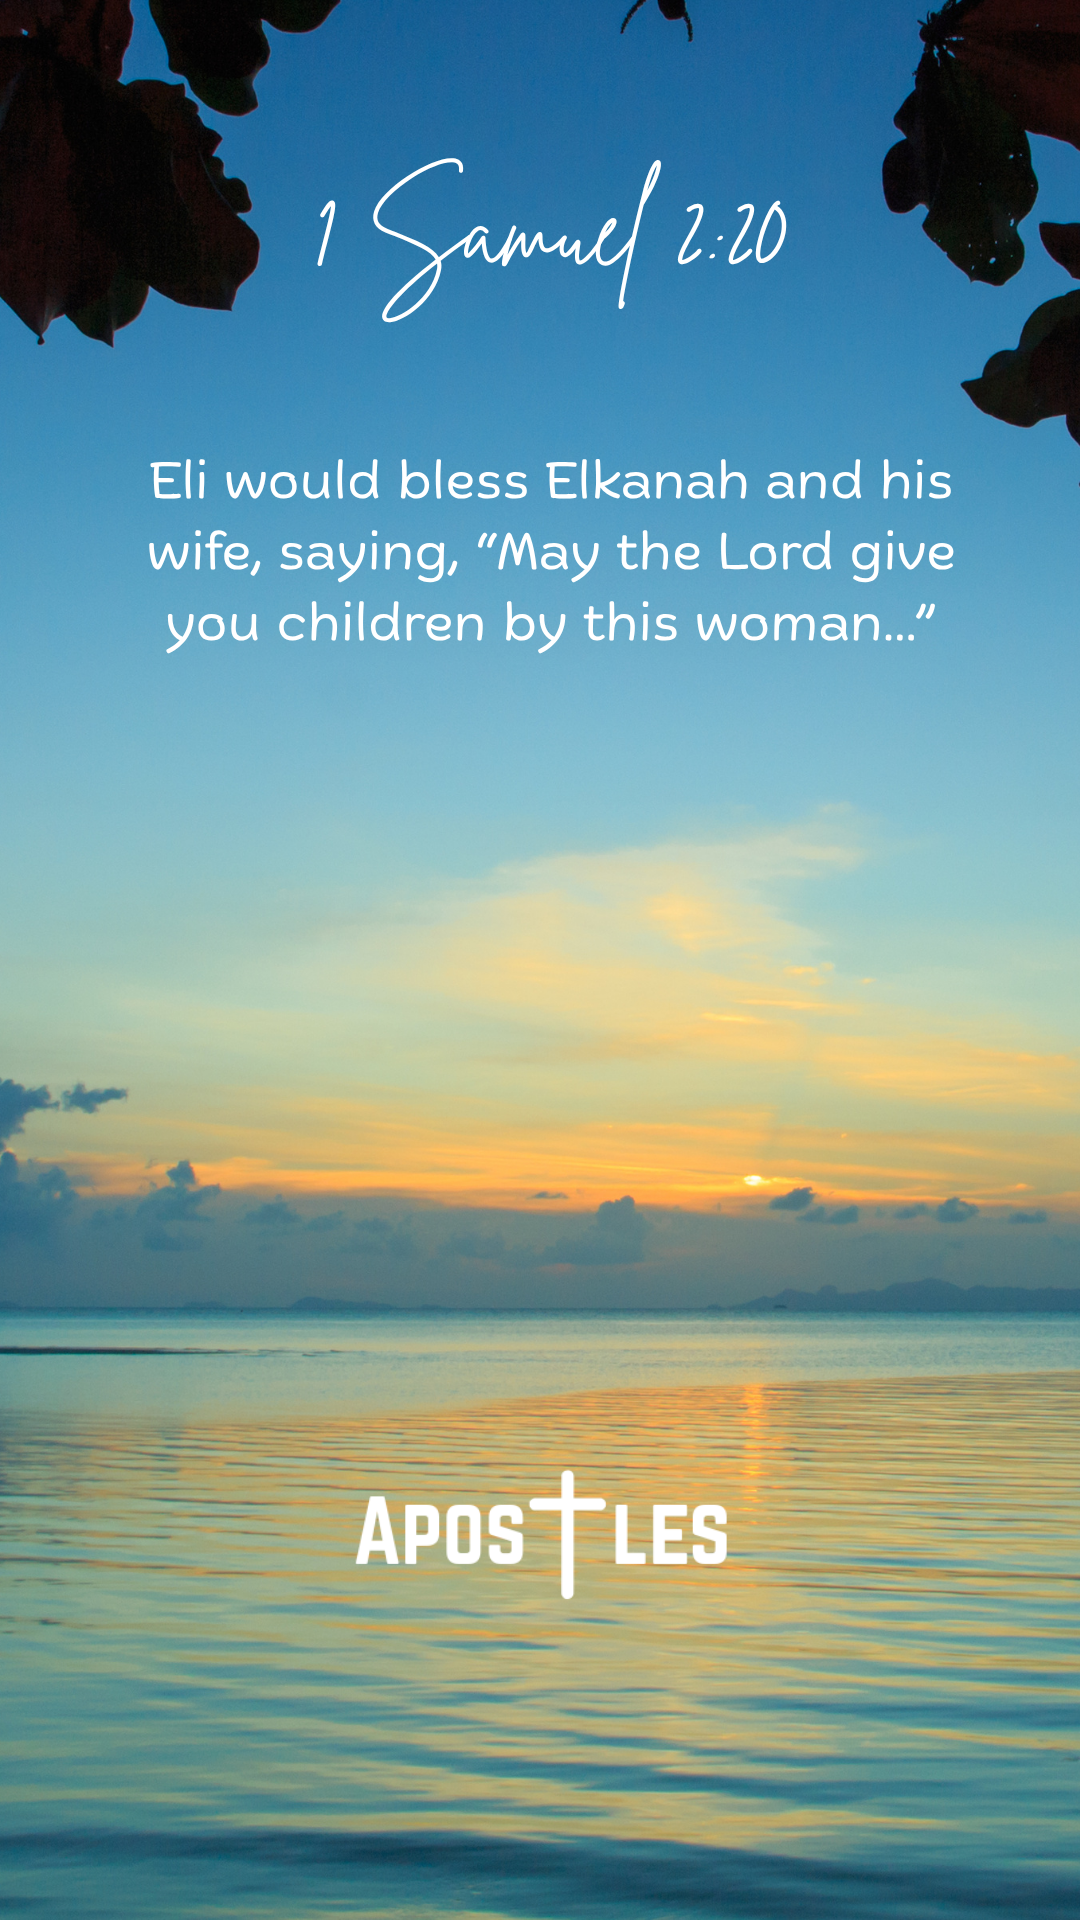 1 Samuel 2:20
Eli would bless Elkanah and his
wife, saying, “May the Lord give
you children by this woman...”
APOSTLES